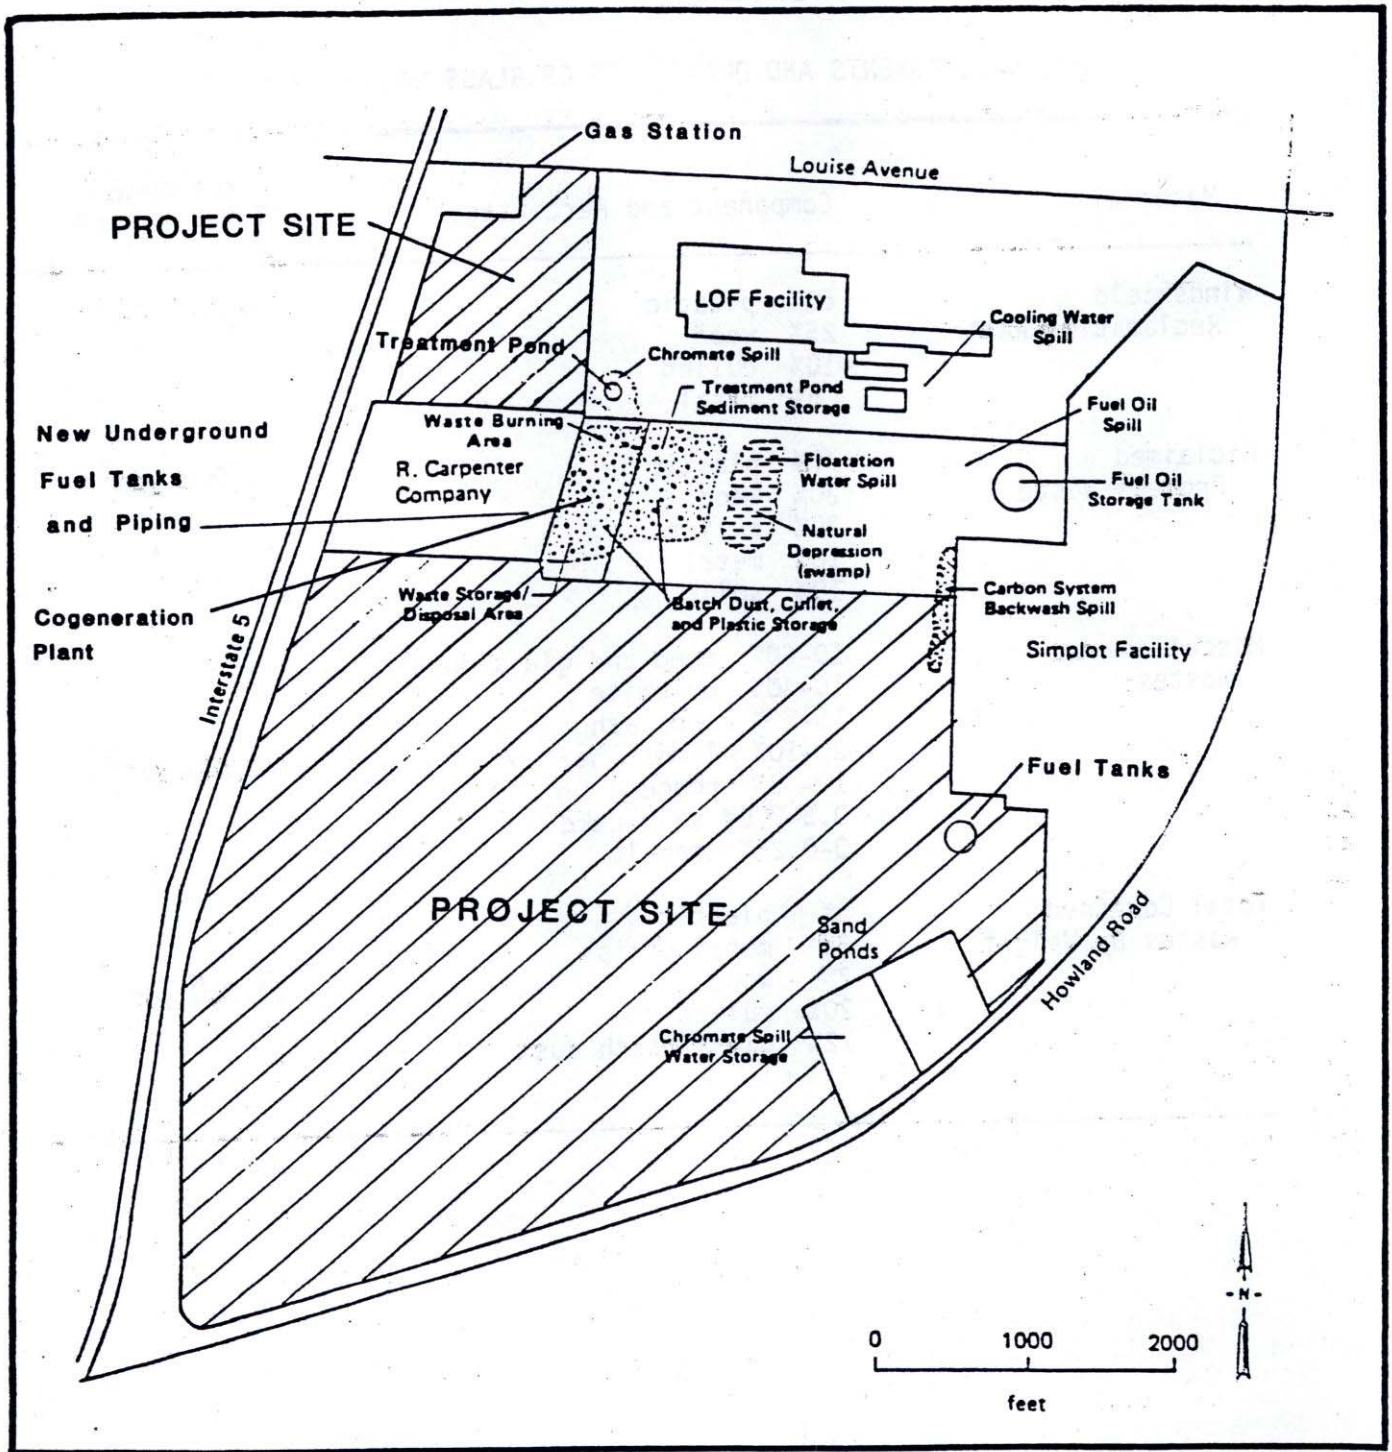 Gas Station
Louise Avenue
PROJECT SITE
LOF Facility
Cooling Water
Spill
Treatment Pond
Chromate Spill
Treatment Pond
Sediment Storage
Fuel Oil
Spill
Waste Burning
Area
New Underground
Fuel Tanks
and Piping
R. Carpenter
Company
Floatation
Water Spill
Fuel Oil
Storage Tank
Natural
Depression
(swamp)
Waste Storage/
Disposal Area
Batch Dust, Cullet,
and Plastic Storage
Carbon System
Backwash Spill
Cogeneration
Plant
Interstate 5
Simplot Facility
Fuel Tanks
PROJECT SITE
Sand
Ponds
Howland Road
Chromate Spill
Water Storage
-N-
0 1000 2000
feet